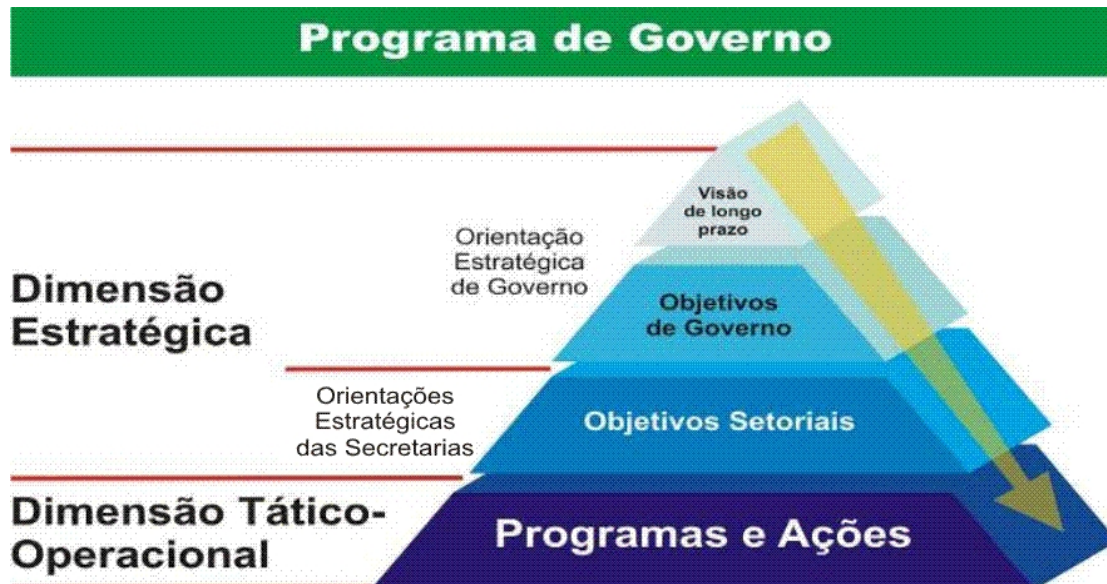 Programa de Governo
Visão
de longo
prazo
Orientação
Estratégica
de Governo
Dimensão
Estratégica
Objetivos
de Governo
Orientações
Estratégicas
das Secretarias
Objetivos Setoriais
Dimensão Tático-
Operacional
Programas e Ações